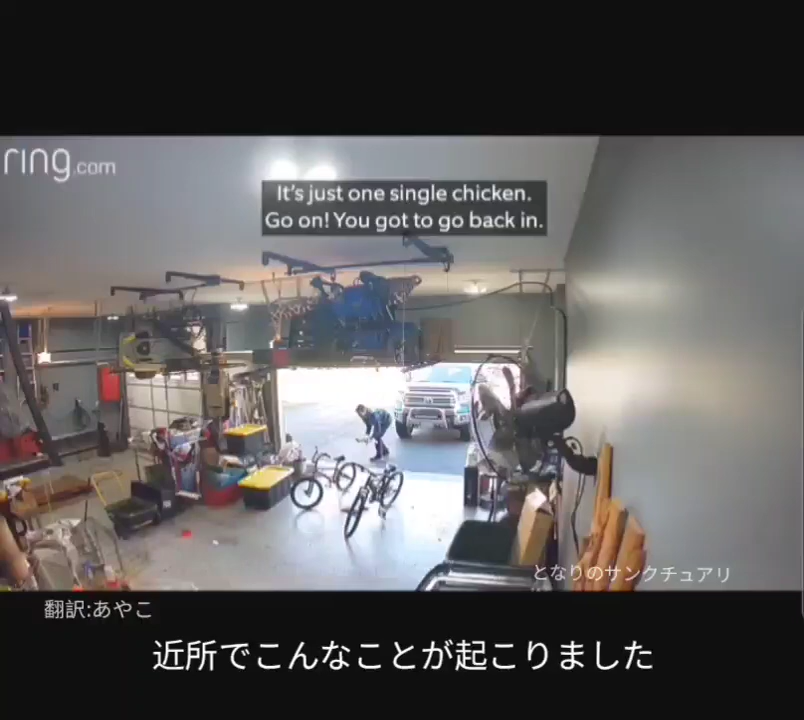 ring.com
It's just one single chicken.
Go on! You got to go back in.
となりのサンクチュアリ
翻訳:あやこ
近所でこんなことが起こりました